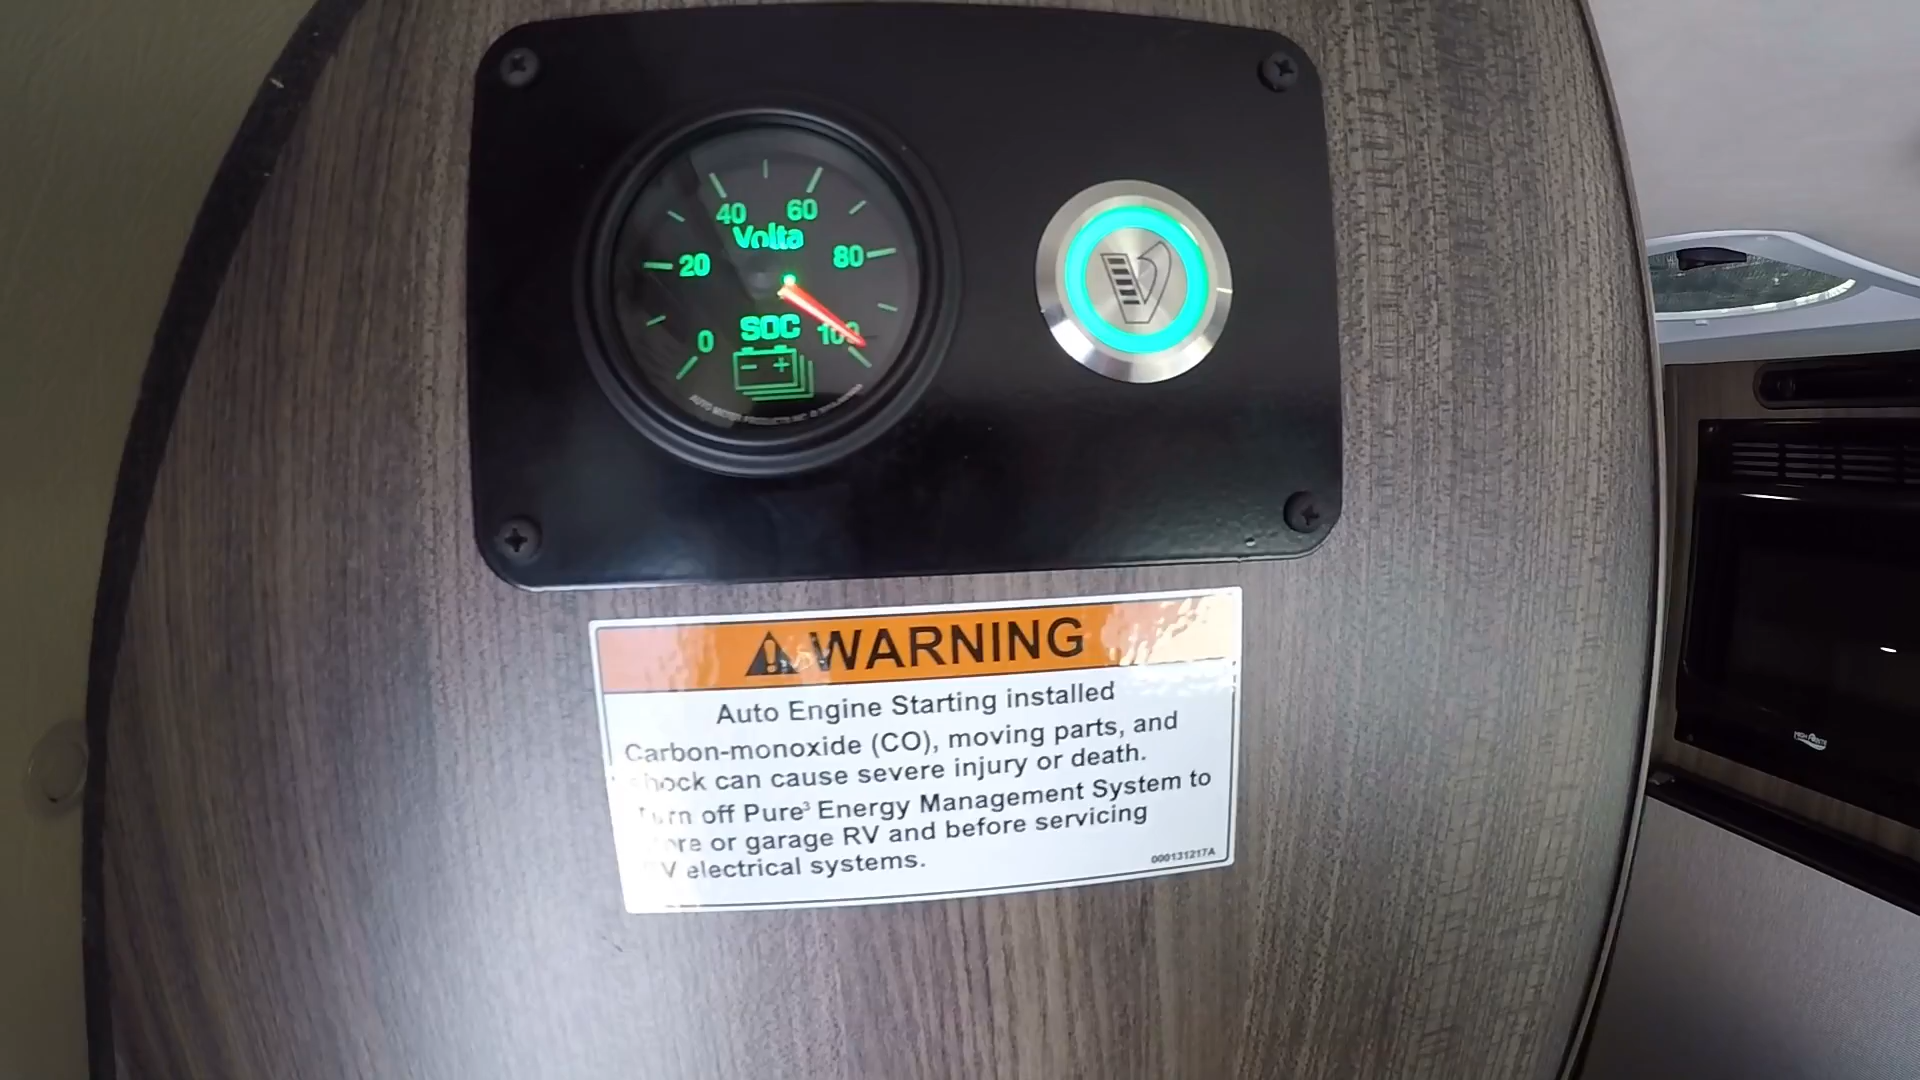 40 60
Volta
20 80
SOC
0 100
- +
WARNING
Auto Engine Starting installed
Carbon-monoxide (CO), moving parts, and
shock can cause severe injury or death.
Turn off Pure³ Energy Management System to
or garage RV and before servicing
RV electrical systems.
000131217A